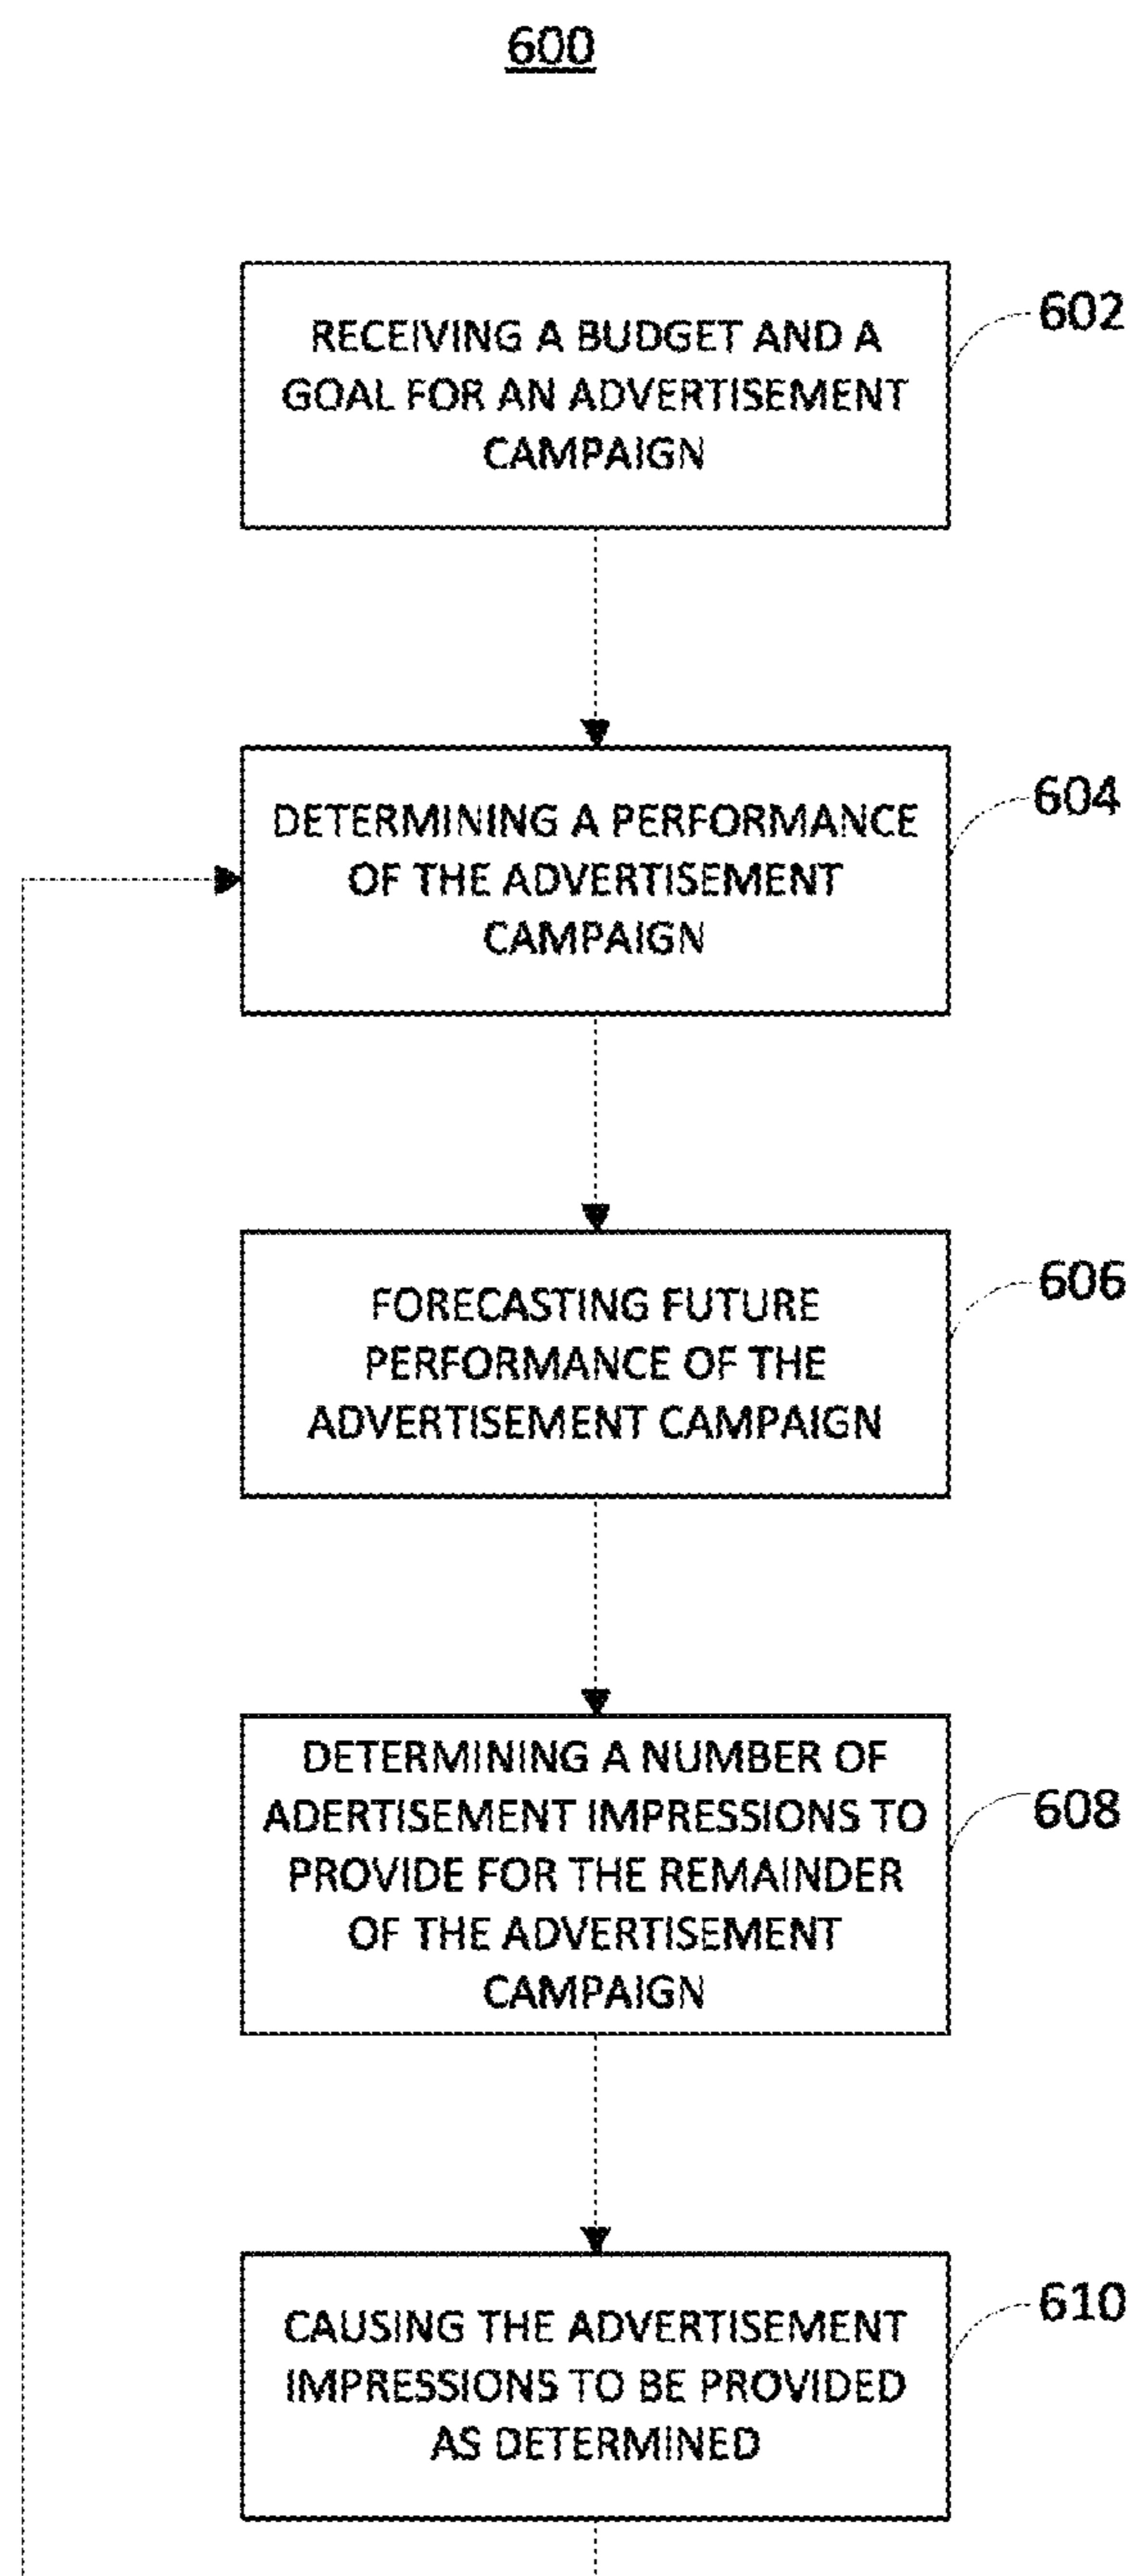 600
RECEIVING A BUDGET AND A
GOAL FOR AN ADVERTISEMENT
CAMPAIGN
602
DETERMINING A PERFORMANCE
OF THE ADVERTISEMENT
CAMPAIGN
604
FORECASTING FUTURE
PERFORMANCE OF THE
ADVERTISEMENT CAMPAIGN
606
DETERMINING A NUMBER OF
ADERTISEMENT IMPRESSIONS TO
PROVIDE FOR THE REMAINDER
OF THE ADVERTISEMENT
CAMPAIGN
608
CAUSING THE ADVERTISEMENT
IMPRESSIONS TO BE PROVIDED
AS DETERMINED
610